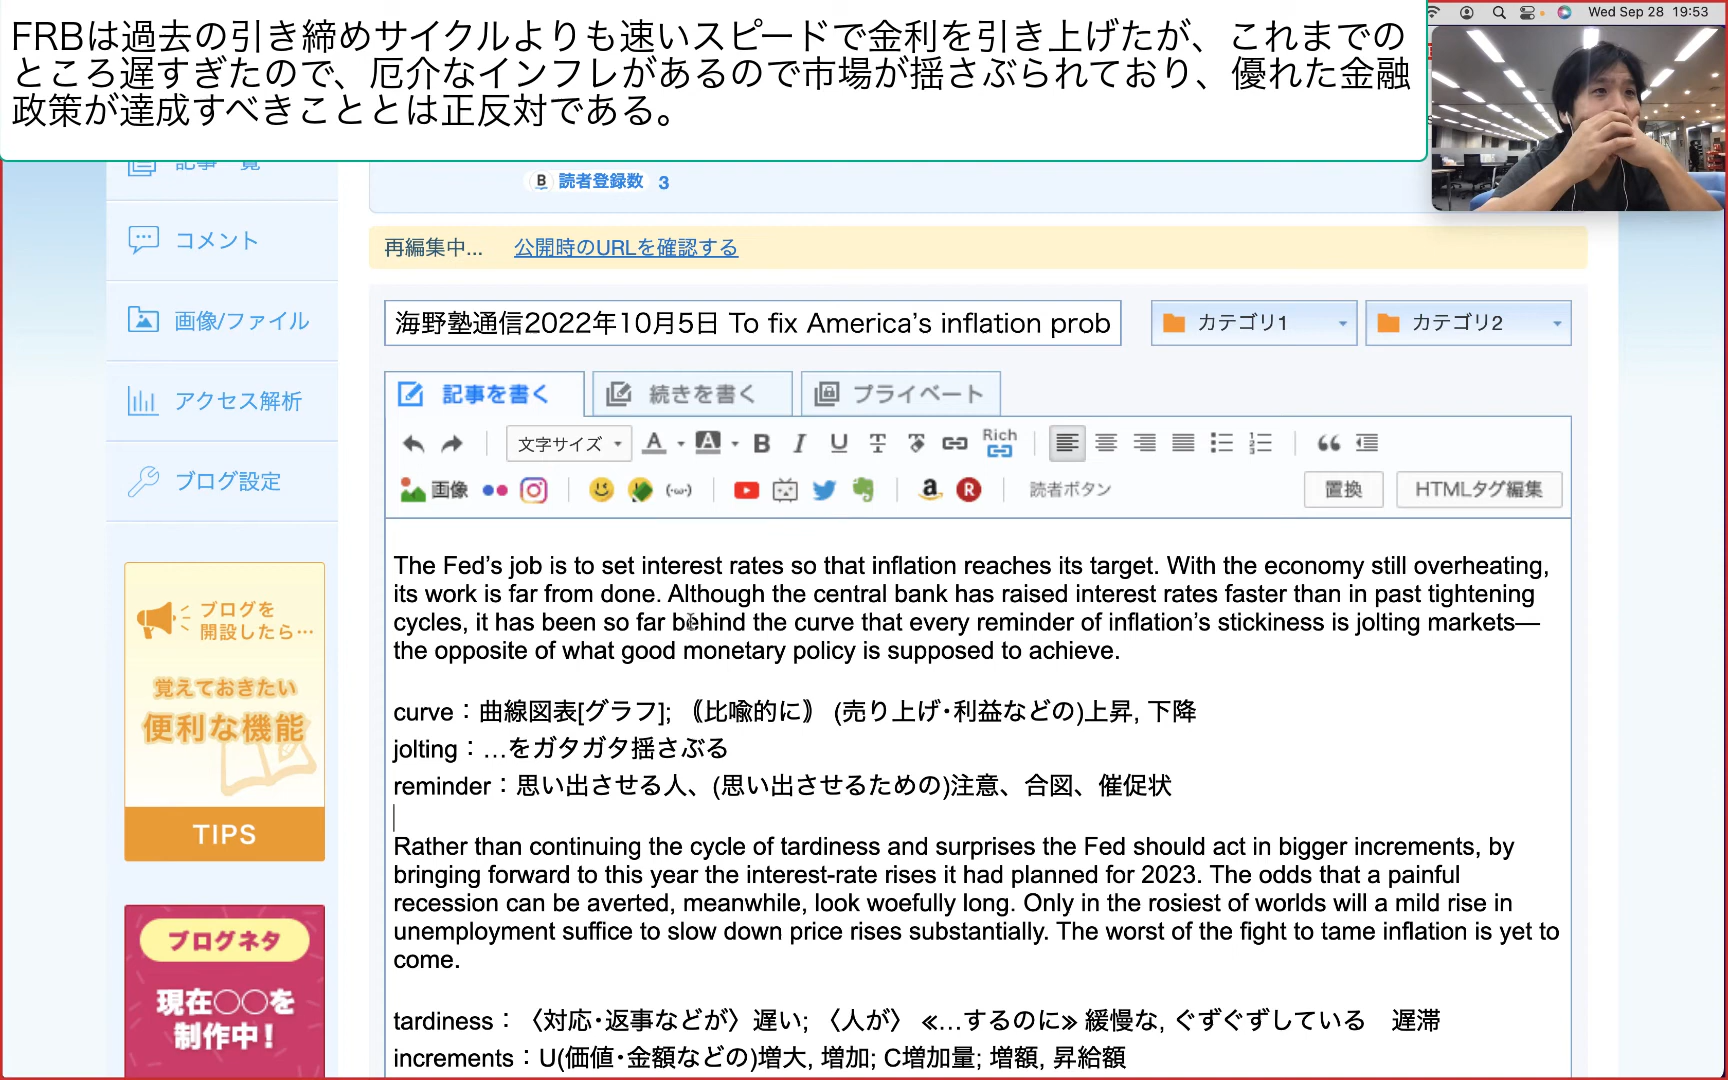 FRBは過去の引き締めサイクルよりも速いスピードで金利を引き上げたが、これまでの
ところ遅すぎたので、厄介なインフレがあるので市場が揺さぶられており、優れた金融
政策が達成すべきこととは正反対である。
Wed Sep 28 19:53
記事一覧
コメント
画像/ファイル
アクセス解析
ブログ設定
ブログを
開設したら…
覚えておきたい
便利な機能
TIPS
ブログネタ
現在〇〇を
制作中!
読者登録数 3
再編集中... 公開時のURLを確認する
海野塾通信2022年10月5日 To fix America's inflation prob
カテゴリ1
カテゴリ2
記事を書く
続きを書く
プライベート
文字サイズ
A
A
B
I
U
T
Rich
画像
(･ω･)
a
R
読者ボタン
置換
HTMLタグ編集
The Fed's job is to set interest rates so that inflation reaches its target. With the economy still overheating,
its work is far from done. Although the central bank has raised interest rates faster than in past tightening
cycles, it has been so far behind the curve that every reminder of inflation's stickiness is jolting markets—
the opposite of what good monetary policy is supposed to achieve.
curve：曲線図表[グラフ]; 《比喩的に》 (売り上げ･利益などの)上昇, 下降
jolting：…をガタガタ揺さぶる
reminder：思い出させる人、(思い出させるための)注意、合図、催促状
Rather than continuing the cycle of tardiness and surprises the Fed should act in bigger increments, by
bringing forward to this year the interest-rate rises it had planned for 2023. The odds that a painful
recession can be averted, meanwhile, look woefully long. Only in the rosiest of worlds will a mild rise in
unemployment suffice to slow down price rises substantially. The worst of the fight to tame inflation is yet to
come.
tardiness：〈対応･返事などが〉遅い; 〈人が〉≪…するのに≫ 緩慢な, ぐずぐずしている　遅滞
increments：U(価値･金額などの)増大, 増加; C増加量; 増額, 昇給額